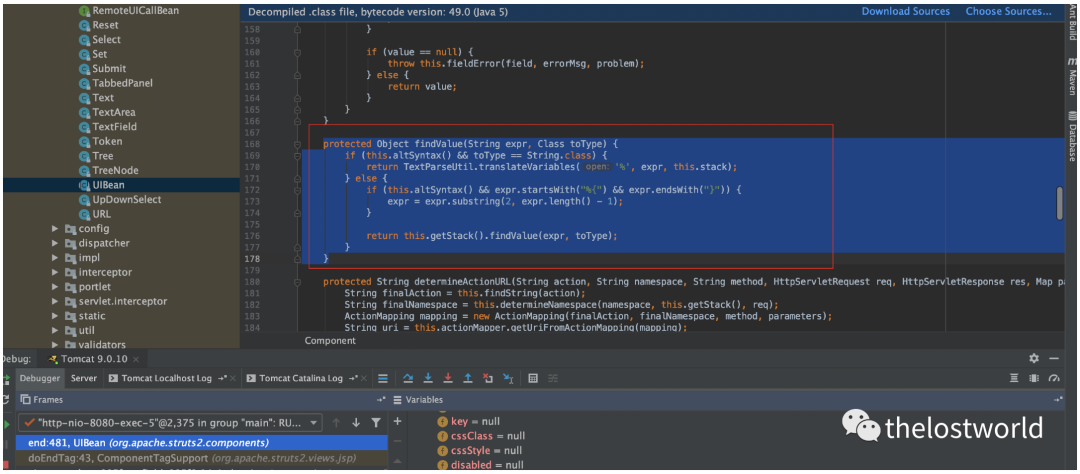 RemoteUICallBean
Reset
Select
Set
Submit
TabbedPanel
Text
TextArea
TextField
Token
Tree
TreeNode
UIBean
UpDownSelect
URL
config
dispatcher
impl
interceptor
portlet
servlet.interceptor
static
util
validators
Decompiled .class file, bytecode version: 49.0 (Java 5)
Download Sources
Choose Sources...
158 }
159
160 if (value == null) {
161 throw this.fieldError(field, errorMsg, problem);
162 } else {
163 return value;
164 }
165 }
166 }
167
168 protected Object findValue(String expr, Class toType) {
169 if (this.altSyntax() && toType == String.class) {
170 return TextParseUtil.translateVariables( open: '%', expr, this.stack);
171 } else {
172 if (this.altSyntax() && expr.startsWith("%{") && expr.endsWith("}")) {
173 expr = expr.substring(2, expr.length() - 1);
174 }
175
176 return this.getStack().findValue(expr, toType);
177 }
178 }
179
180 protected String determineActionURL(String action, String namespace, String method, HttpServletRequest req, HttpServletResponse res, Map pa
181 String finalAction = this.findString(action);
182 String finalNamespace = this.determineNamespace(namespace, this.getStack(), req);
183 ActionMapping mapping = new ActionMapping(finalAction, finalNamespace, method, parameters);
184 String uri = this.actionMapper.getUriFromActionMapping(mapping);
Component
Ant Build
Maven
Database
Debug: Tomcat 9.0.10
Debugger
Server
Tomcat Localhost Log
Tomcat Catalina Log
Frames
Variables
"http-nio-8080-exec-5"@2,375 in group "main": RU...
end:481, UIBean (org.apache.struts2.components)
doEndTag:43, ComponentTagSupport (org.apache.struts2.views.jsp)
key = null
cssClass = null
cssStyle = null
disabled = null
thelostworld